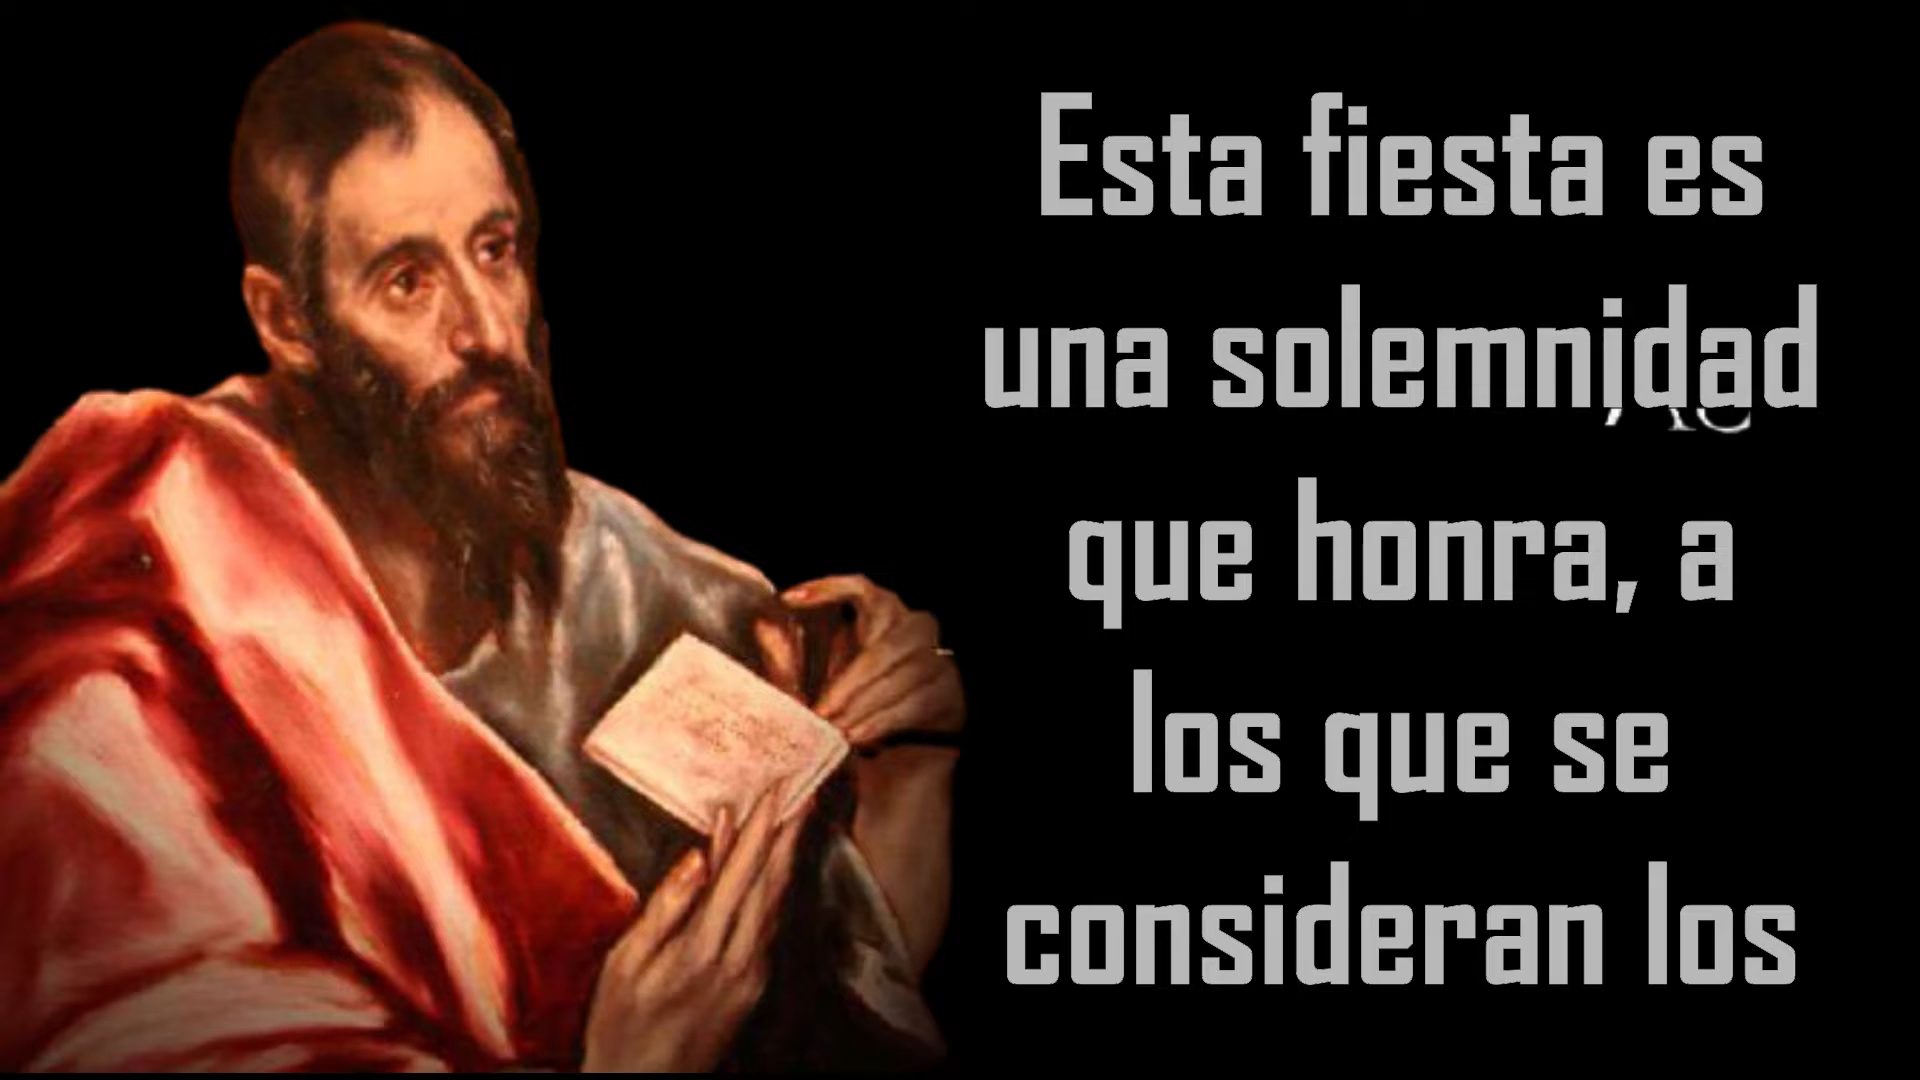 Esta fiesta es
una solemnidad
que honra, a
los que se
consideran los